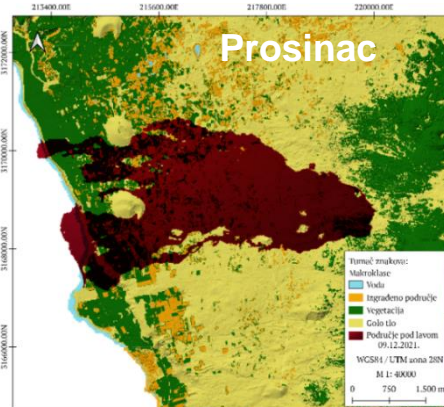 213400.00E 215600.00E 217800.00E 220000.00E
Prosinac
3172000.00N
3170000.00N
3168000.00N
3166000.00N
Tumač znakova:
Makroklase
Voda
Izgrađeno područje
Vegetacija
Golo tlo
Područje pod lavom
09.12.2021.
WGS84 / UTM zona 28N
M 1: 40000
0 750 1.500 m